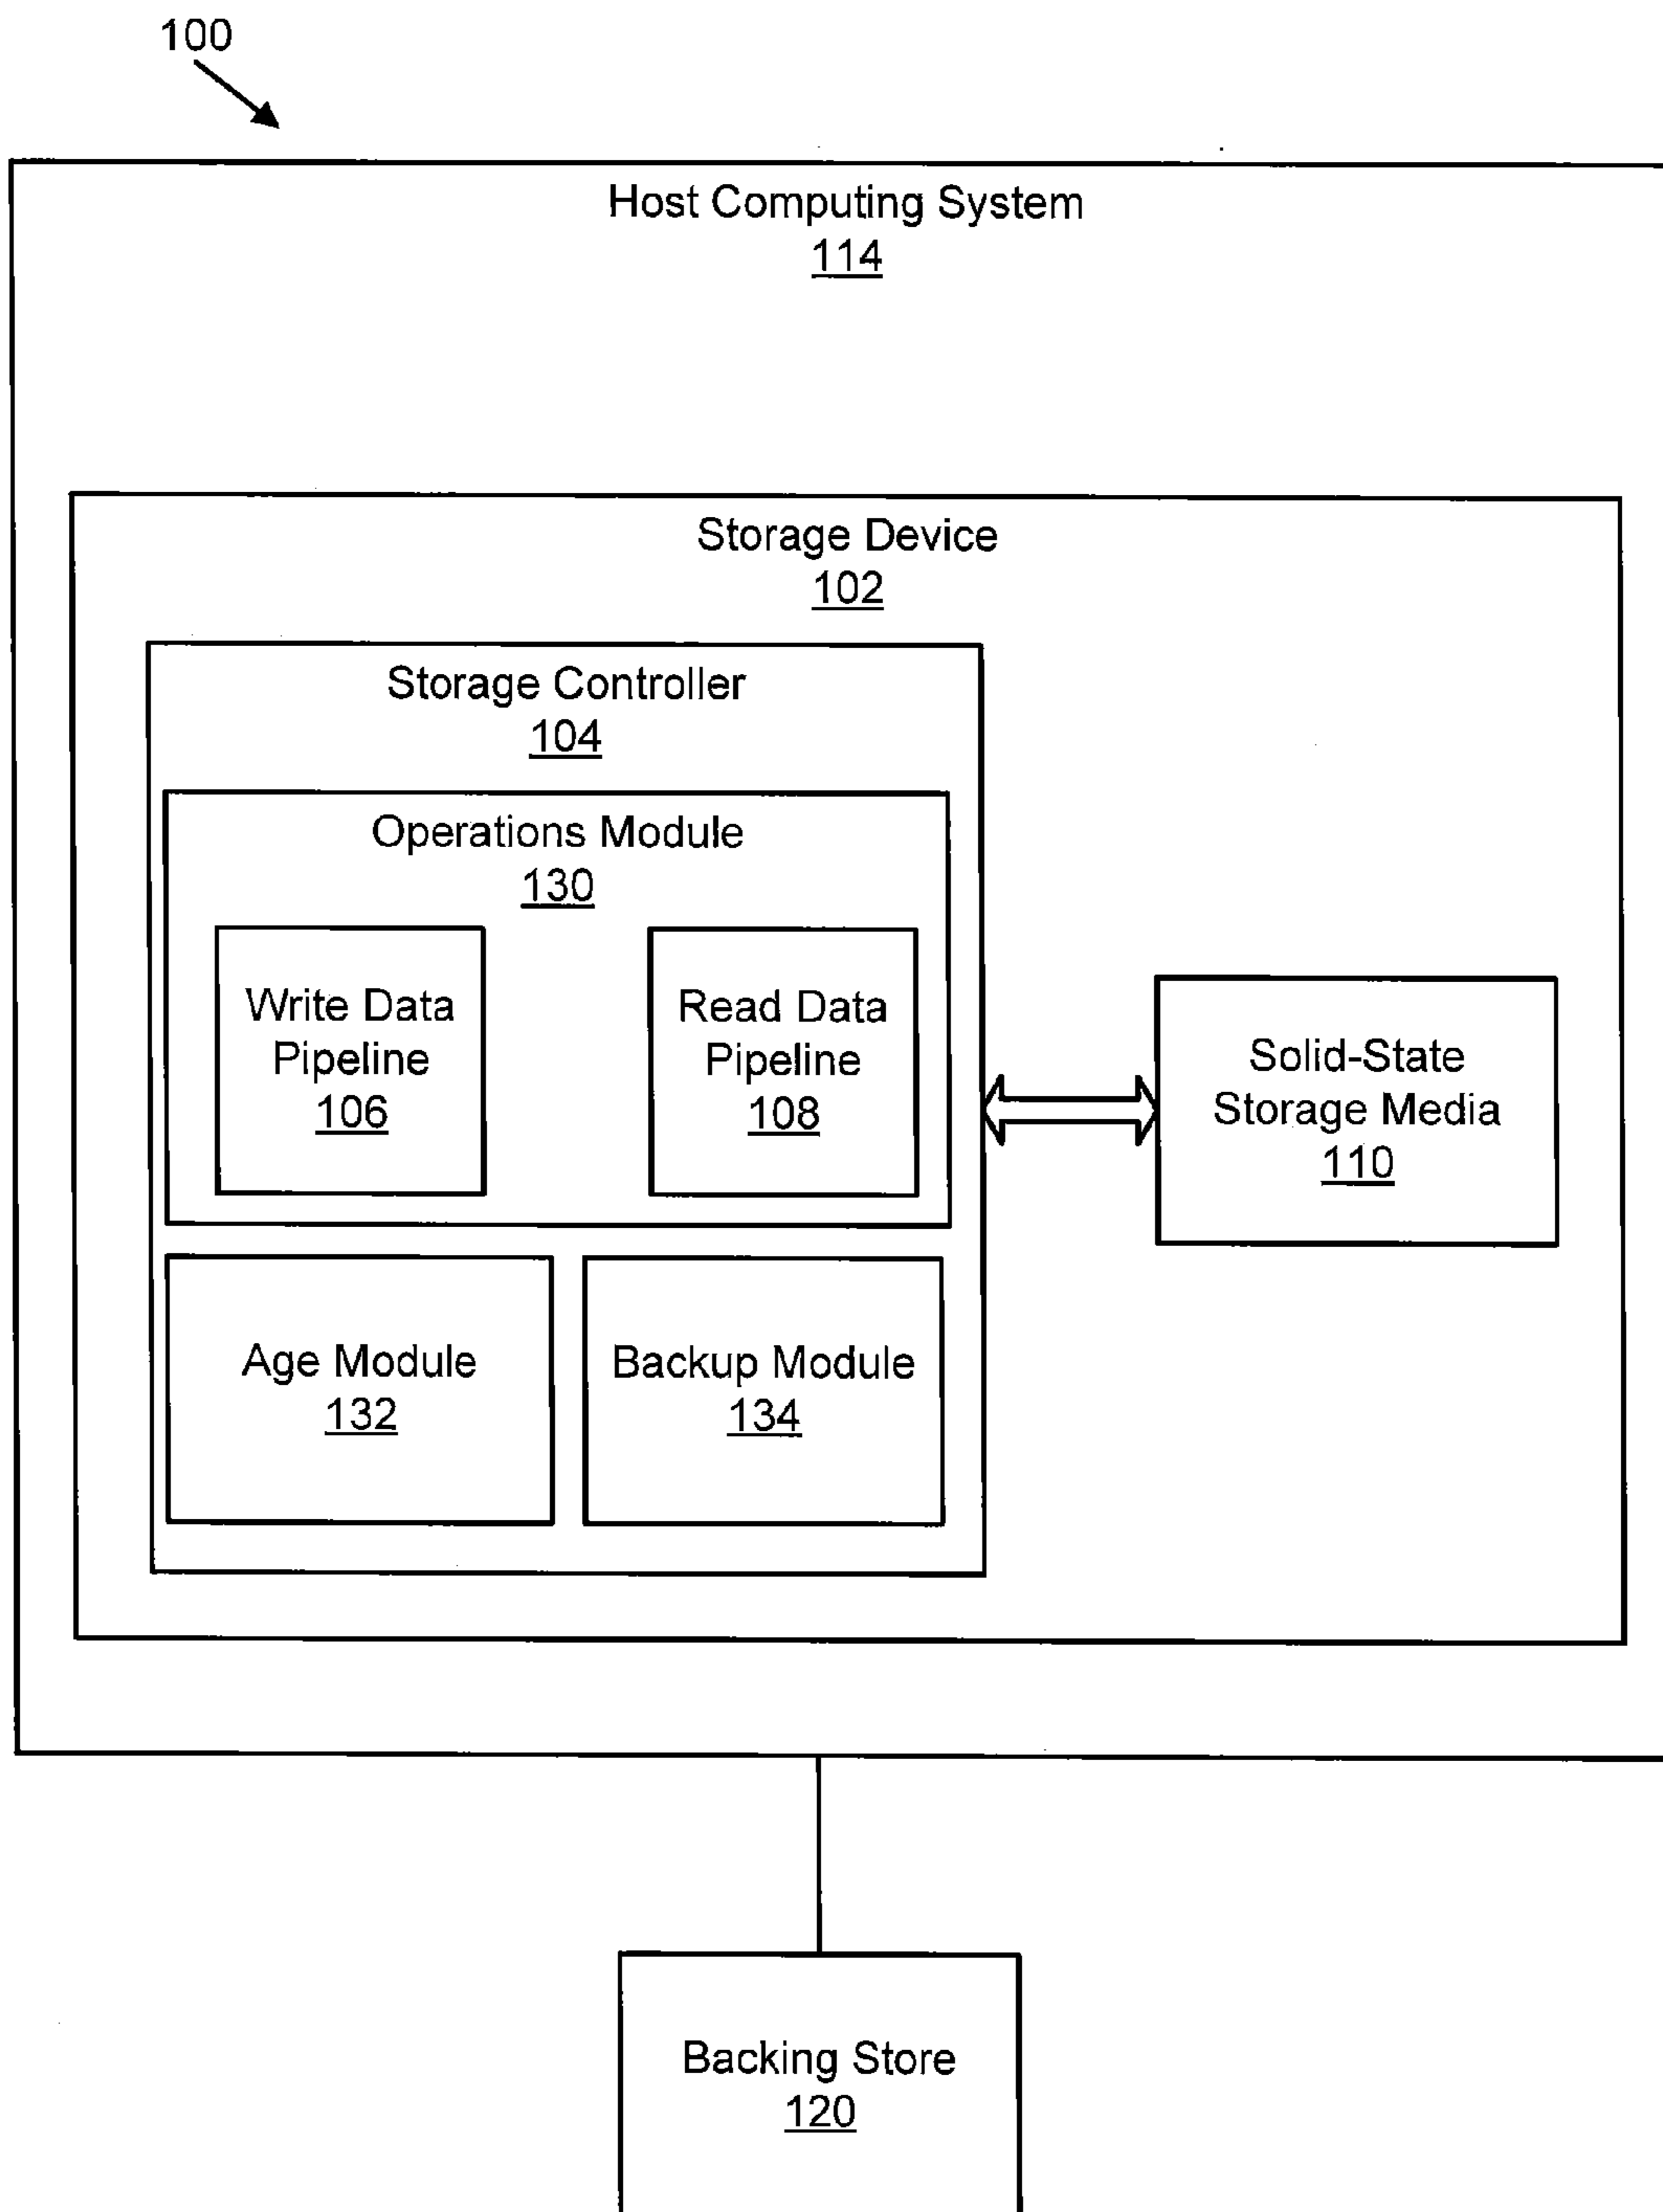 100
Host Computing System
114
Storage Device
102
Storage Controller
104
Operations Module
130
Write Data
Pipeline
106
Read Data
Pipeline
108
Solid-State
Storage Media
110
Age Module
132
Backup Module
134
Backing Store
120